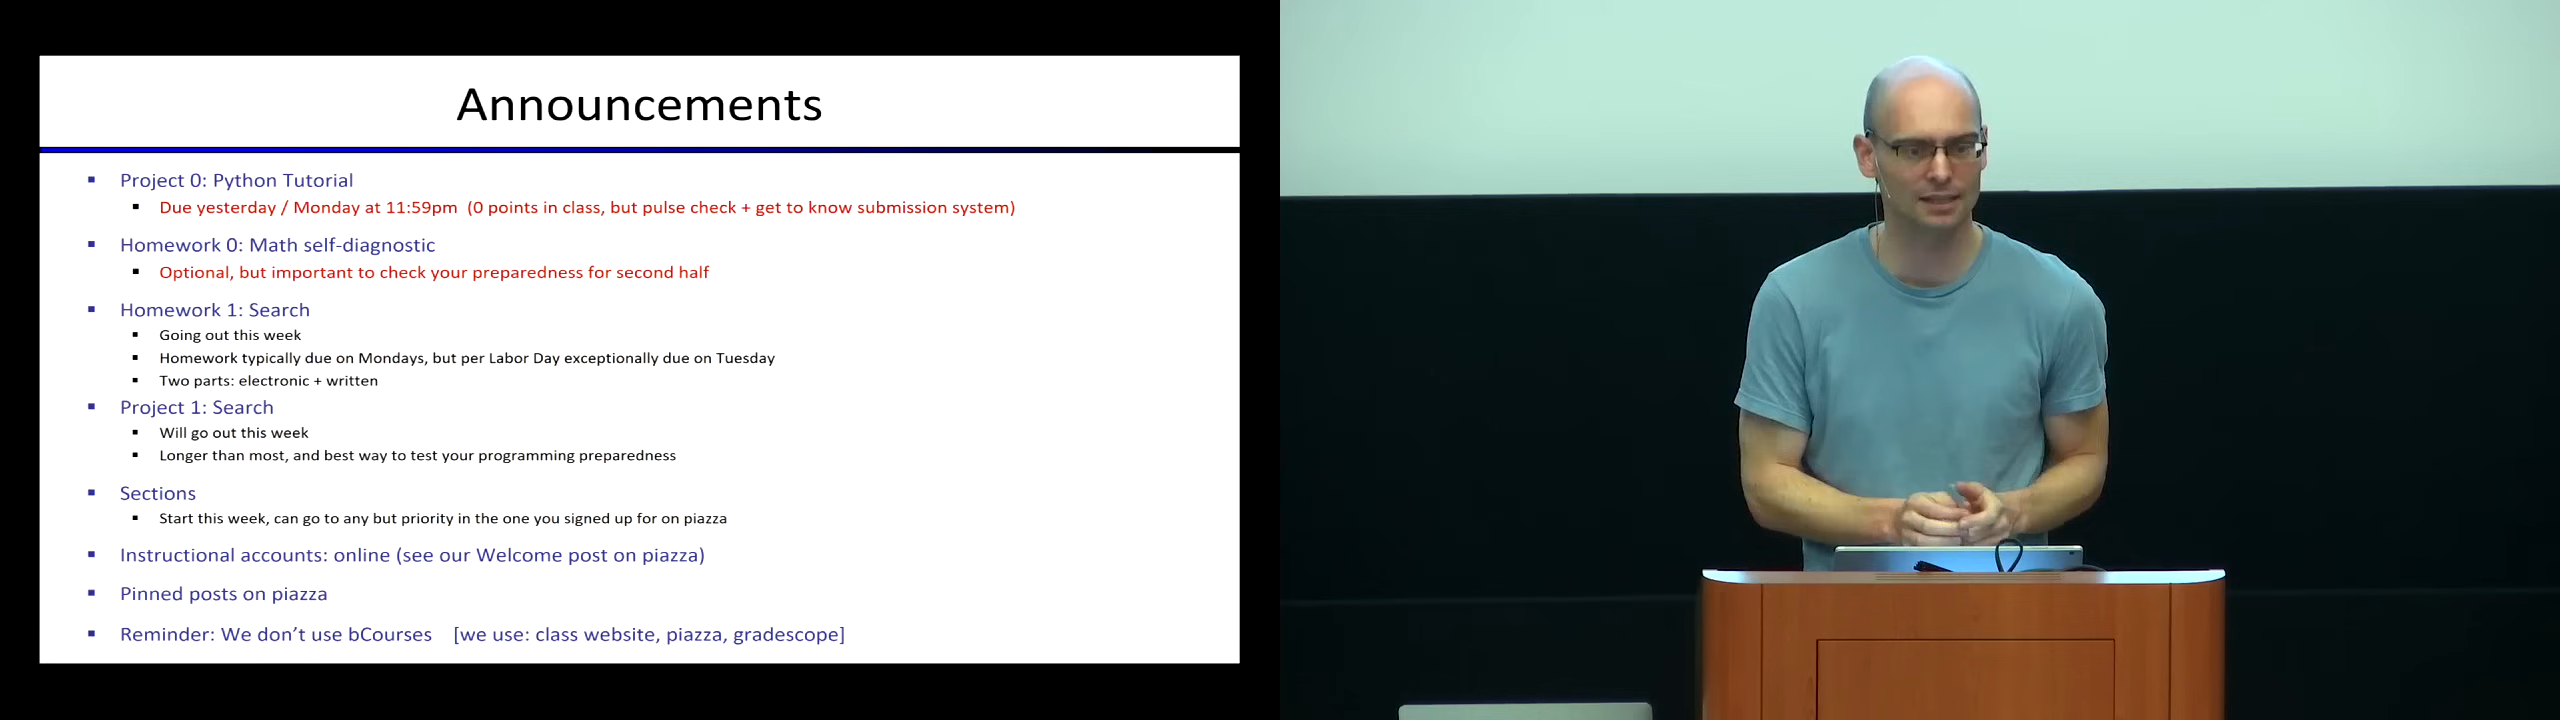 Announcements
Project 0: Python Tutorial
Due yesterday / Monday at 11:59pm (0 points in class, but pulse check + get to know submission system)
Homework 0: Math self-diagnostic
Optional, but important to check your preparedness for second half
Homework 1: Search
Going out this week
Homework typically due on Mondays, but per Labor Day exceptionally due on Tuesday
Two parts: electronic + written
Project 1: Search
Will go out this week
Longer than most, and best way to test your programming preparedness
Sections
Start this week, can go to any but priority in the one you signed up for on piazza
Instructional accounts: online (see our Welcome post on piazza)
Pinned posts on piazza
Reminder: We don’t use bCourses [we use: class website, piazza, gradescope]